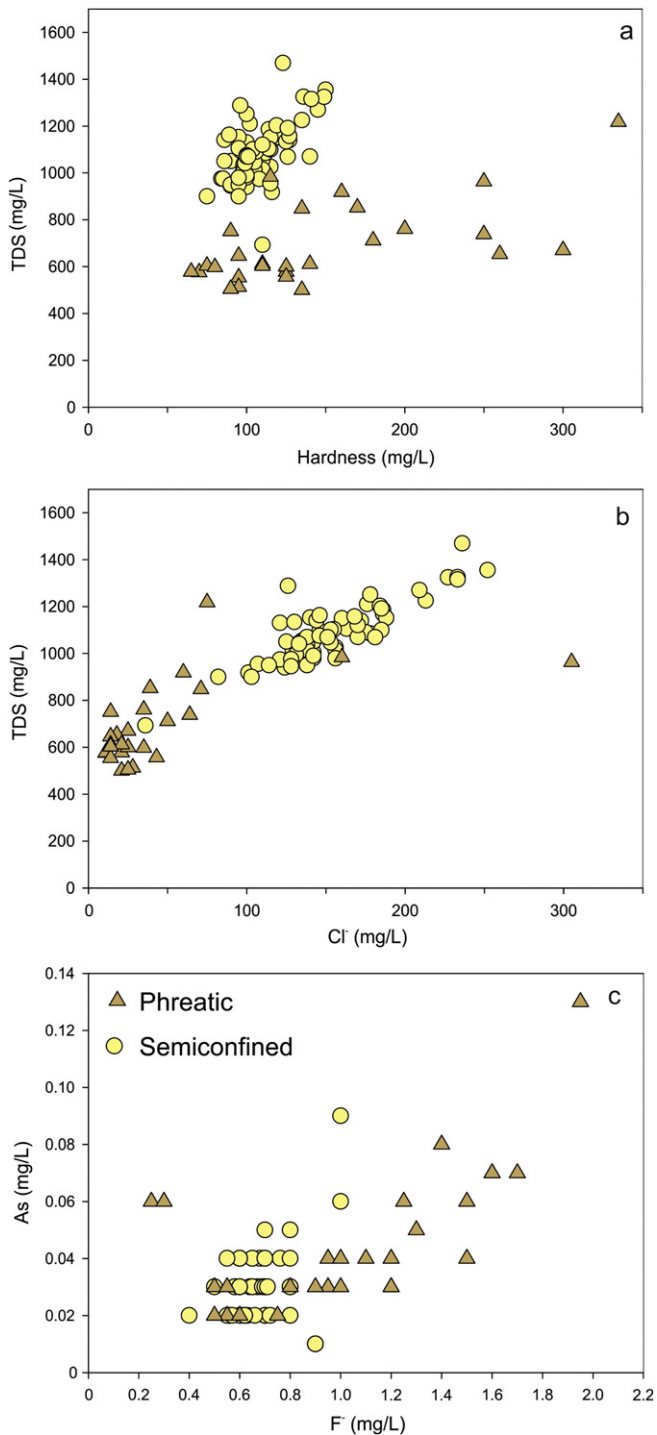 a
TDS (mg/L)
1600
1400
1200
1000
800
600
400
200
0
0 100 200 300
Hardness (mg/L)
b
TDS (mg/L)
1600
1400
1200
1000
800
600
400
200
0
0 100 200 300
Cl⁻ (mg/L)
c
Phreatic
Semiconfined
As (mg/L)
0.14
0.12
0.10
0.08
0.06
0.04
0.02
0.00
0.0 0.2 0.4 0.6 0.8 1.0 1.2 1.4 1.6 1.8 2.0 2.2
F⁻ (mg/L)